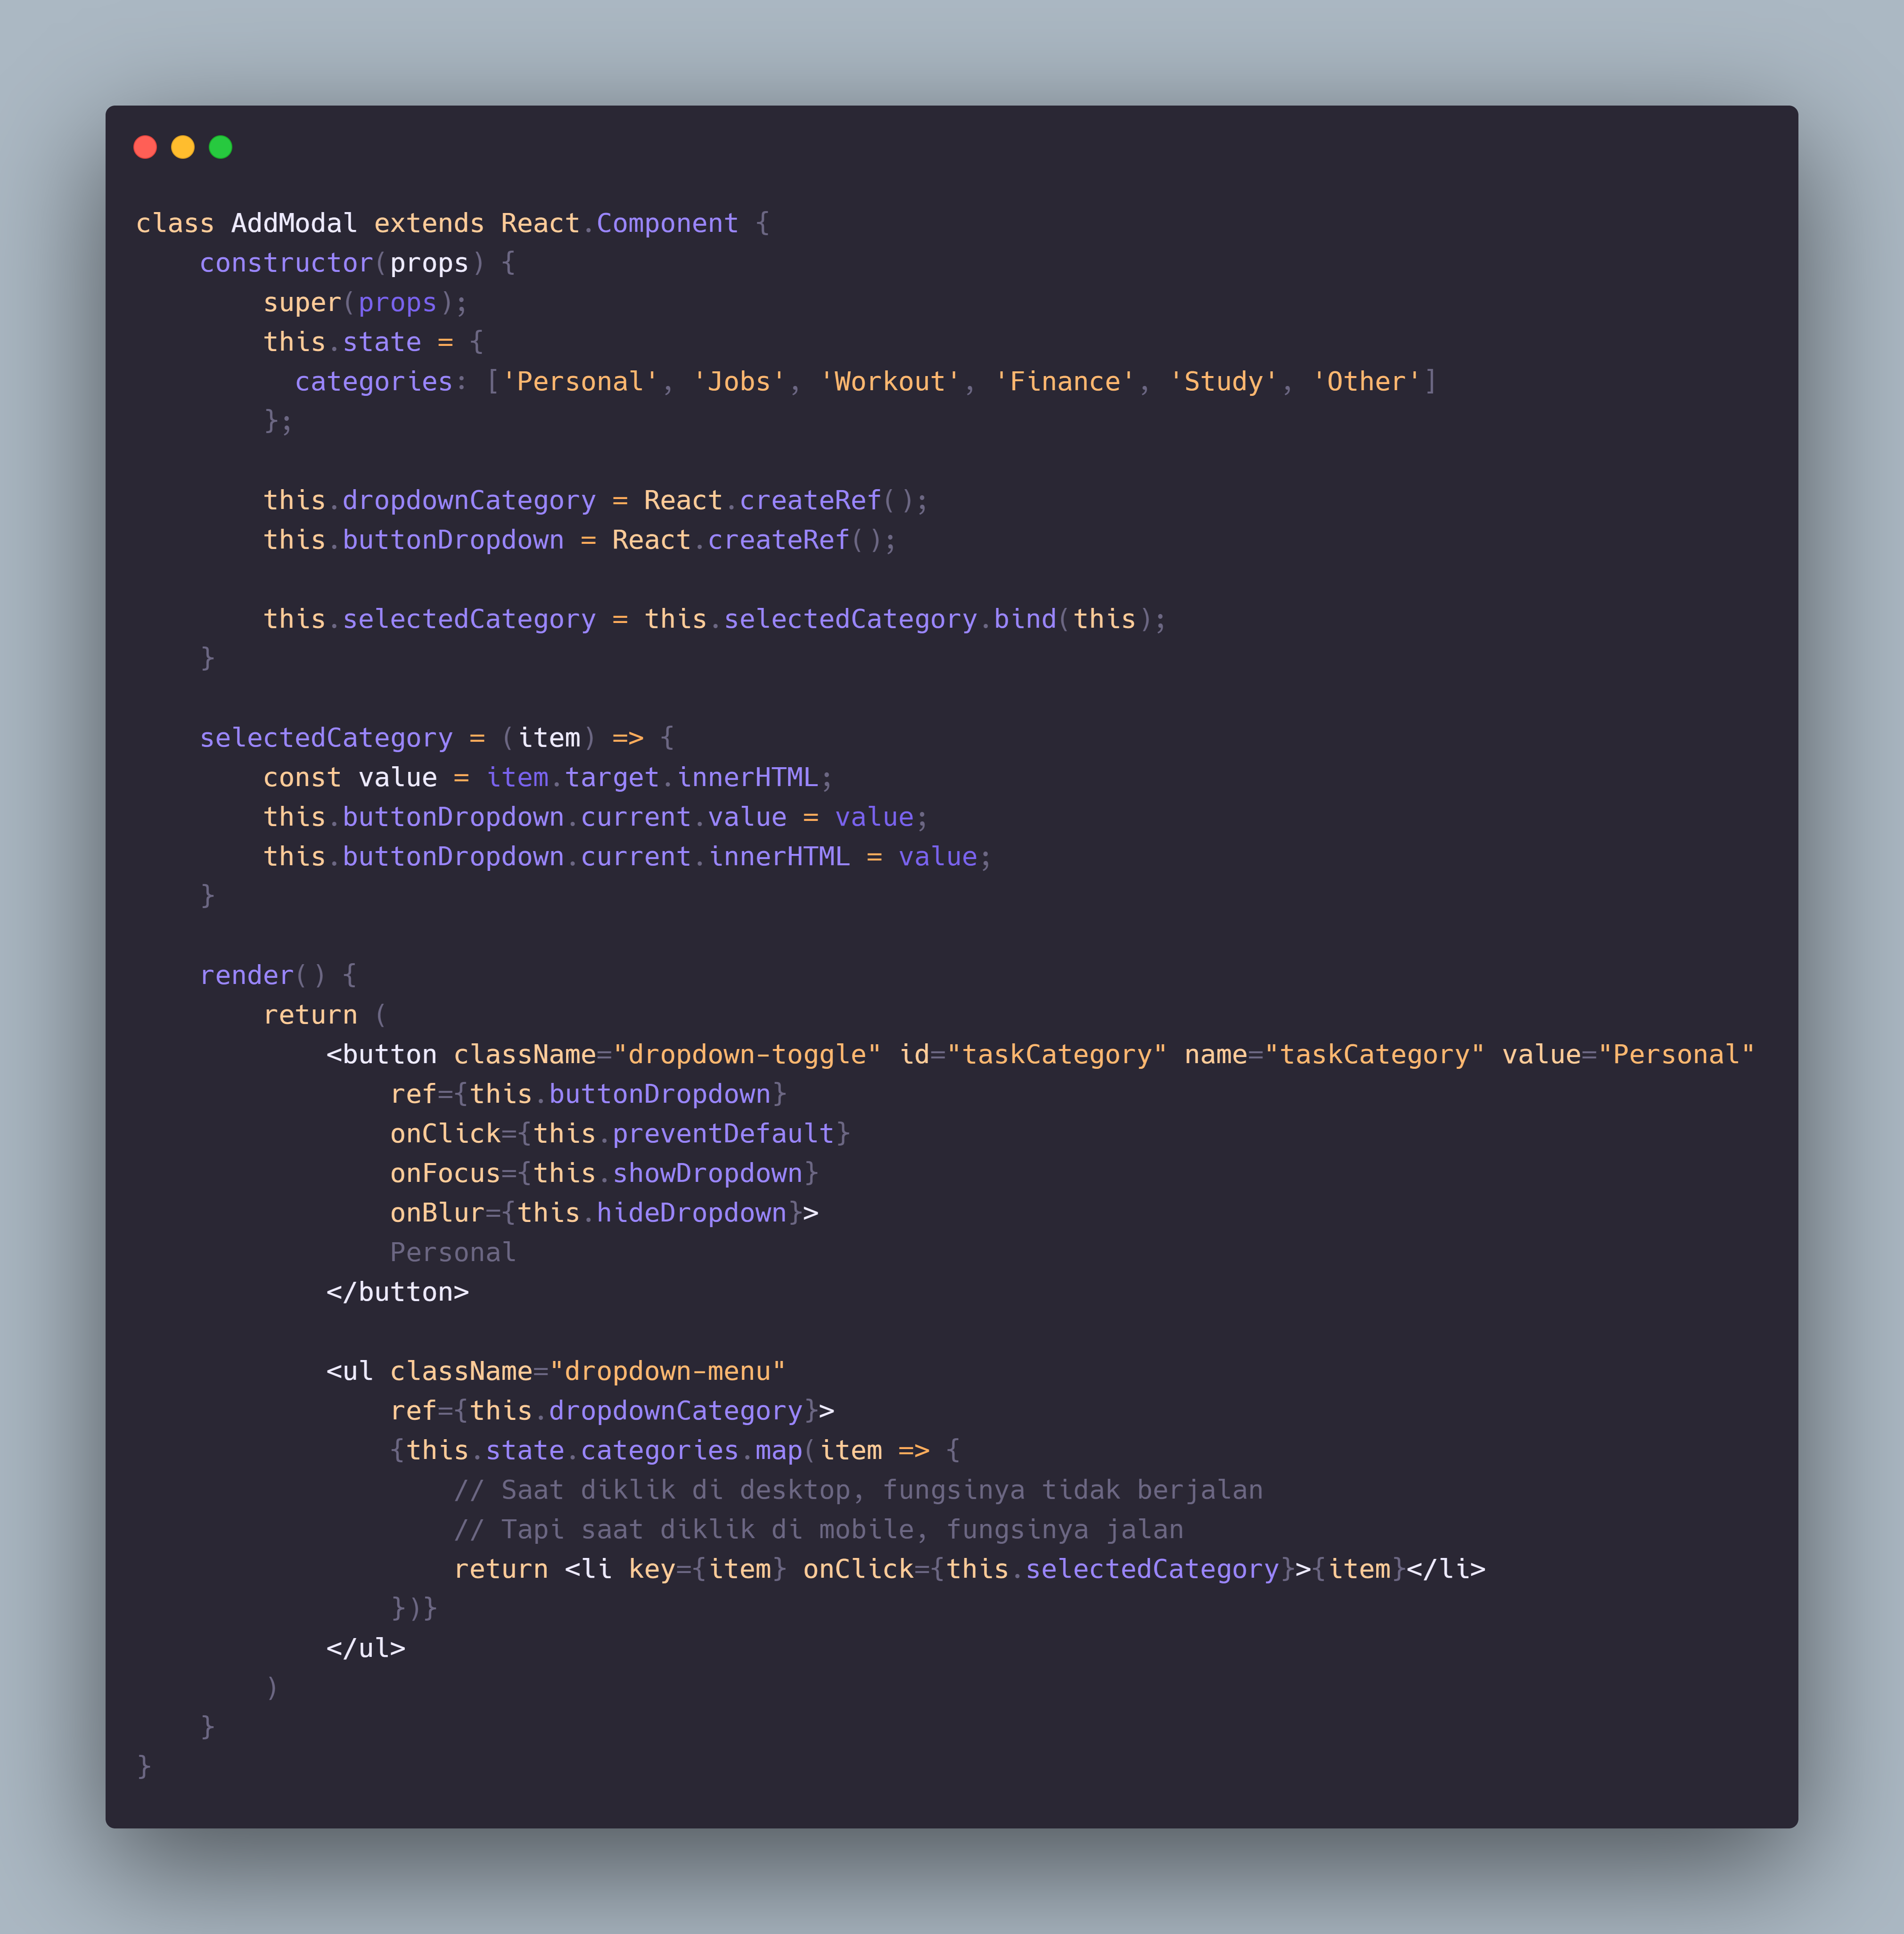 class AddModal extends React.Component {
    constructor(props) {
        super(props);
        this.state = {
          categories: ['Personal', 'Jobs', 'Workout', 'Finance', 'Study', 'Other']
        };

        this.dropdownCategory = React.createRef();
        this.buttonDropdown = React.createRef();

        this.selectedCategory = this.selectedCategory.bind(this);
    }

    selectedCategory = (item) => {
        const value = item.target.innerHTML;
        this.buttonDropdown.current.value = value;
        this.buttonDropdown.current.innerHTML = value;
    }

    render() {
        return (
            <button className="dropdown-toggle" id="taskCategory" name="taskCategory" value="Personal"
                ref={this.buttonDropdown}
                onClick={this.preventDefault}
                onFocus={this.showDropdown}
                onBlur={this.hideDropdown}>
                Personal
            </button>

            <ul className="dropdown-menu"
                ref={this.dropdownCategory}>
                {this.state.categories.map(item => {
                    // Saat diklik di desktop, fungsinya tidak berjalan
                    // Tapi saat diklik di mobile, fungsinya jalan
                    return <li key={item} onClick={this.selectedCategory}>{item}</li>
                })}
            </ul>
        )
    }
}